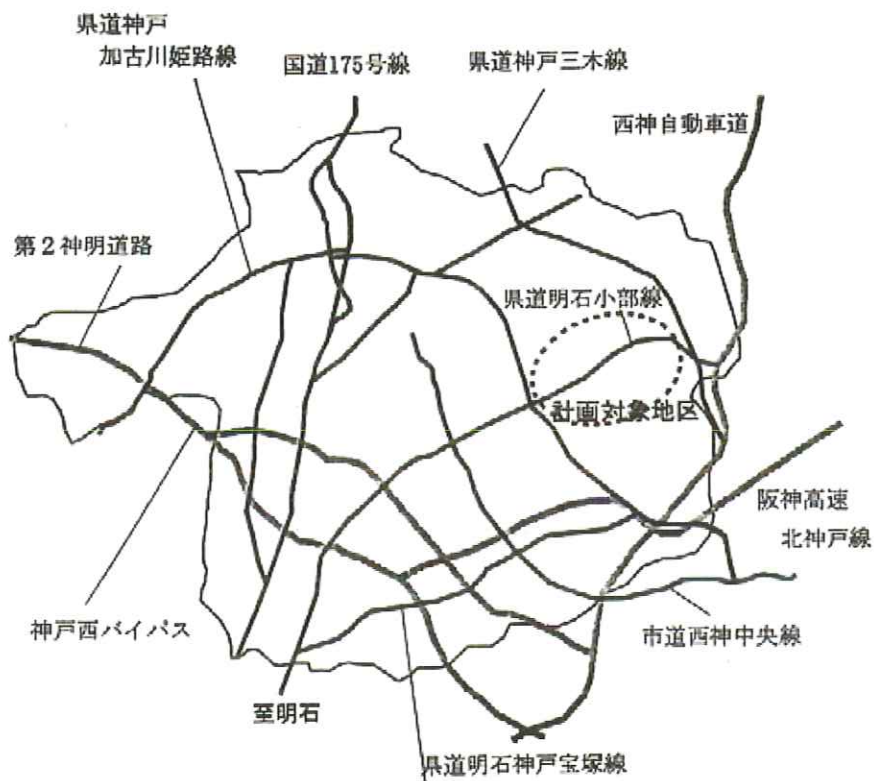 県道神戸
加古川姫路線
国道175号線
県道神戸三木線
西神自動車道
第2神明道路
県道明石小部線
計画対象地区
阪神高速
北神戸線
神戸西バイパス
市道西神中央線
至明石
県道明石神戸宝塚線